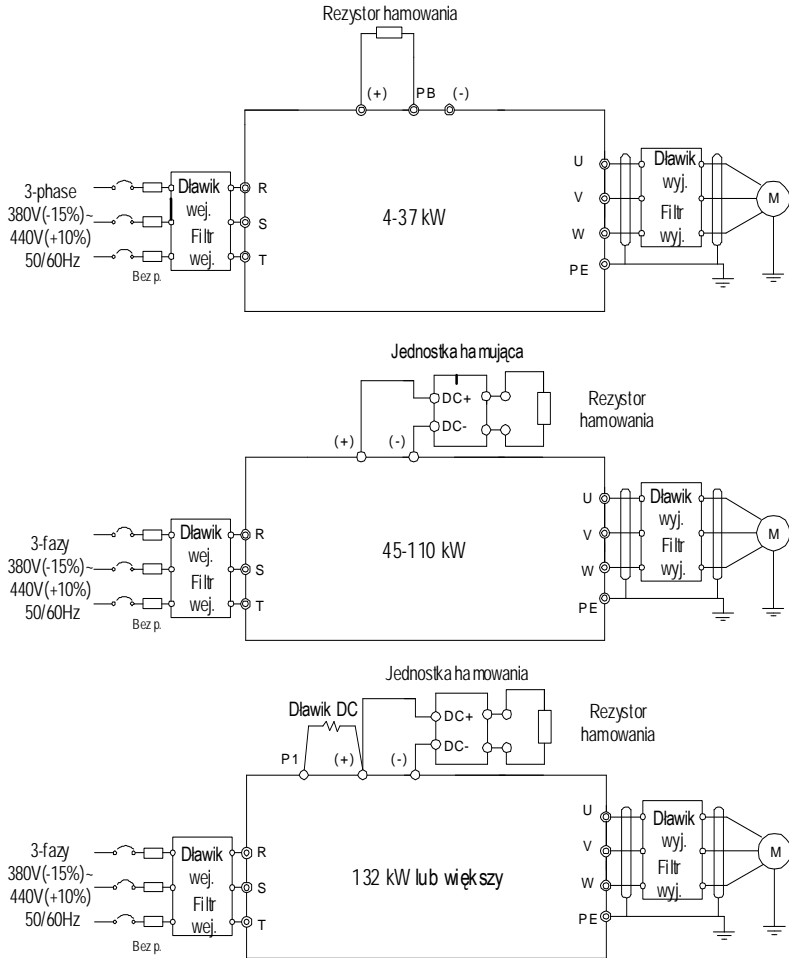 Rezystor hamowania
(+) PB (-)
3-phase
380V(-15%)~
440V(+10%)
50/60Hz
Bez p.
Dławik
wej.
Filtr
wej.
R
S
T
4-37 kW
U
V
W
PE
Dławik
wyj.
Filtr
wyj.
M
Jednostka hamująca
DC+
DC-
Rezystor
hamowania
(+) (-)
3-fazy
380V(-15%)~
440V(+10%)
50/60Hz
Bez p.
Dławik
wej.
Filtr
wej.
R
S
T
45-110 kW
U
V
W
PE
Dławik
wyj.
Filtr
wyj.
M
Jednostka hamowania
Dławik DC
DC+
DC-
Rezystor
hamowania
P1 (+) (-)
3-fazy
380V(-15%)~
440V(+10%)
50/60Hz
Bez p.
Dławik
wej.
Filtr
wej.
R
S
T
132 kW lub większy
U
V
W
PE
Dławik
wyj.
Filtr
wyj.
M